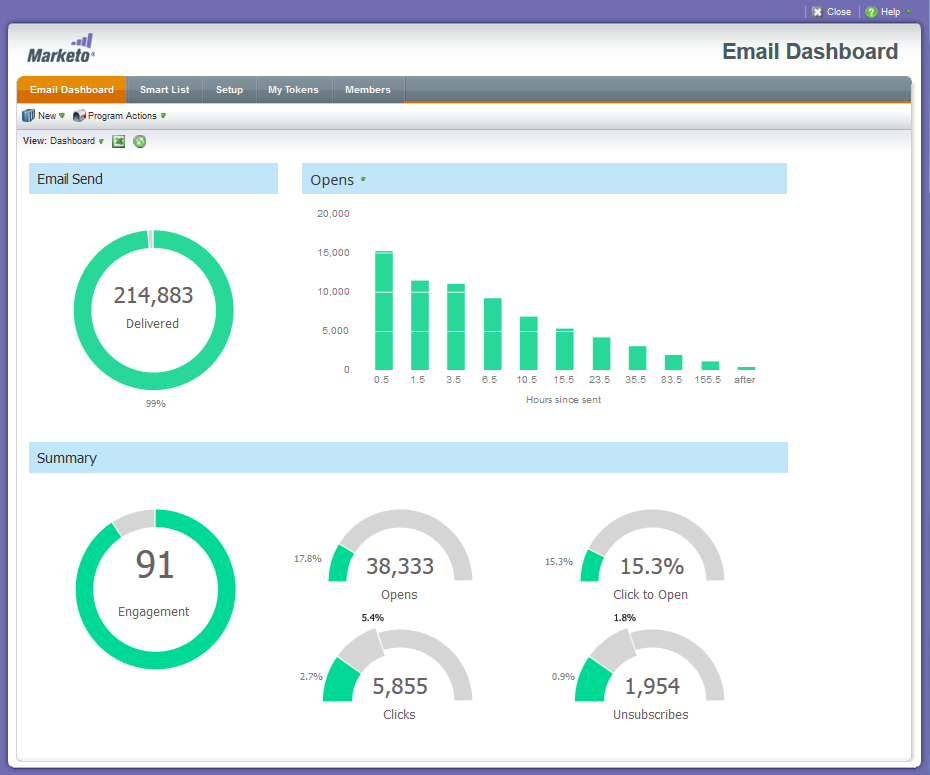 Close Help
Marketo
Email Dashboard
Email Dashboard Smart List Setup My Tokens Members
New Program Actions
View: Dashboard
Email Send
214,883
Delivered
99%
Opens
20,000
15,000
10,000
5,000
0
0.5 1.5 3.5 6.5 10.5 15.5 23.5 35.5 83.5 155.5 after
Hours since sent
Summary
91
Engagement
17.8%
38,333
Opens
15.3%
15.3%
Click to Open
5.4%
2.7%
5,855
Clicks
1.8%
0.9%
1,954
Unsubscribes